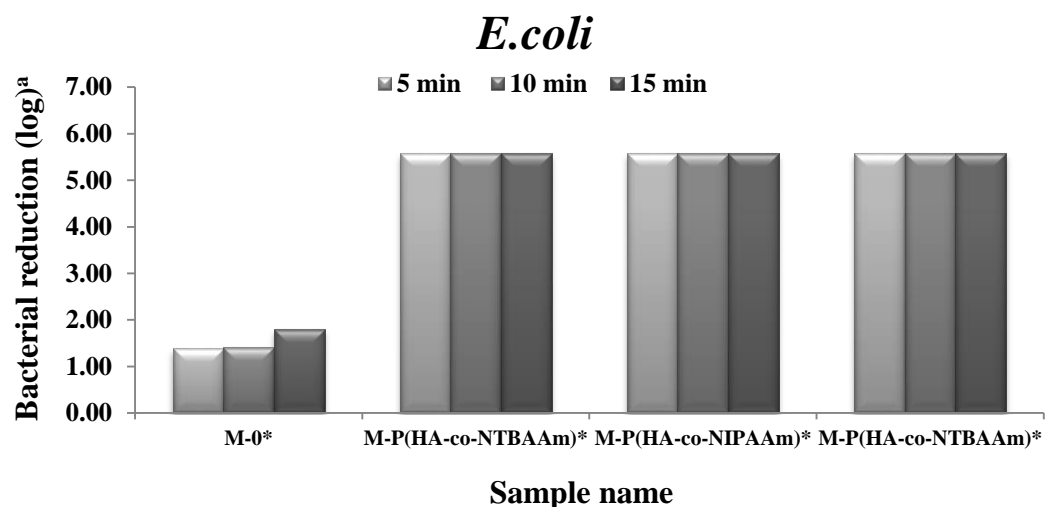 E.coli
5 min 10 min 15 min
Bacterial reduction (log)ᵃ
7.00
6.00
5.00
4.00
3.00
2.00
1.00
0.00
M-0* M-P(HA-co-NTBAAm)* M-P(HA-co-NIPAAm)* M-P(HA-co-NTBAAm)*
Sample name